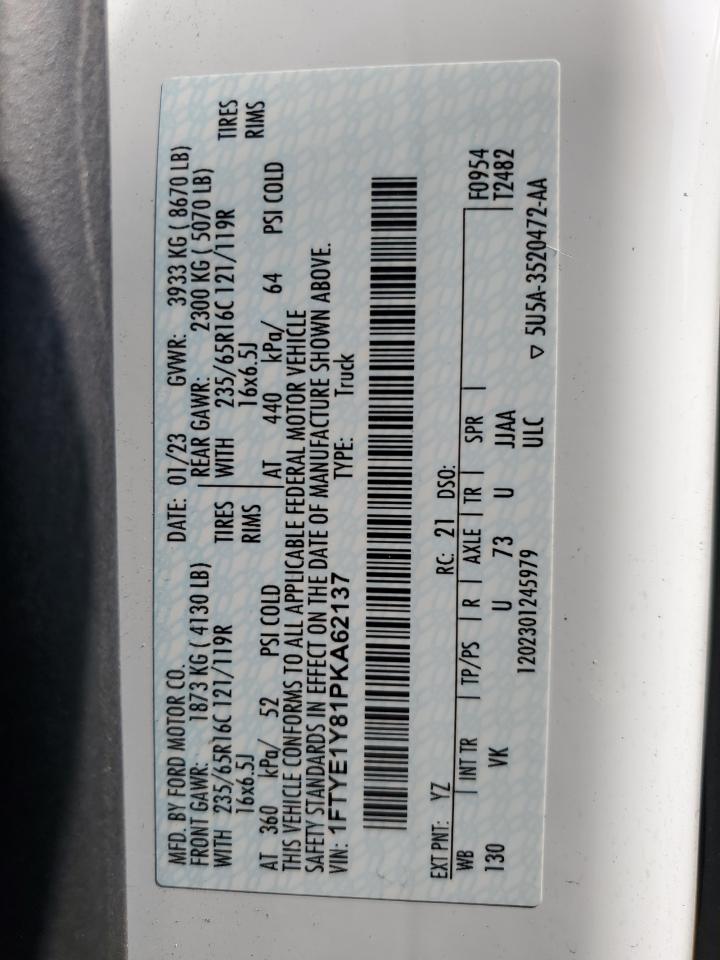 MFD. BY FORD MOTOR CO. DATE: 01/23 GVWR: 3933 KG ( 8670 LB)
FRONT GAWR: 1873 KG ( 4130 LB) REAR GAWR: 2300 KG ( 5070 LB)
WITH 235/65R16C 121/119R TIRES WITH 235/65R16C 121/119R TIRES
16x6.5J RIMS 16x6.5J RIMS
AT 360 kPa/ 52 PSI COLD AT 440 kPa/ 64 PSI COLD
THIS VEHICLE CONFORMS TO ALL APPLICABLE FEDERAL MOTOR VEHICLE
SAFETY STANDARDS IN EFFECT ON THE DATE OF MANUFACTURE SHOWN ABOVE.
VIN: 1FTYE1Y81PKA62137 TYPE: Truck
EXT PNT: YZ RC: 21 DSO:
WB INT TR TP/PS R AXLE TR SPR F0954
130 VK U 73 U JJAA T2482
1202301245979 ULC ▽ 5U5A-3520472-AA